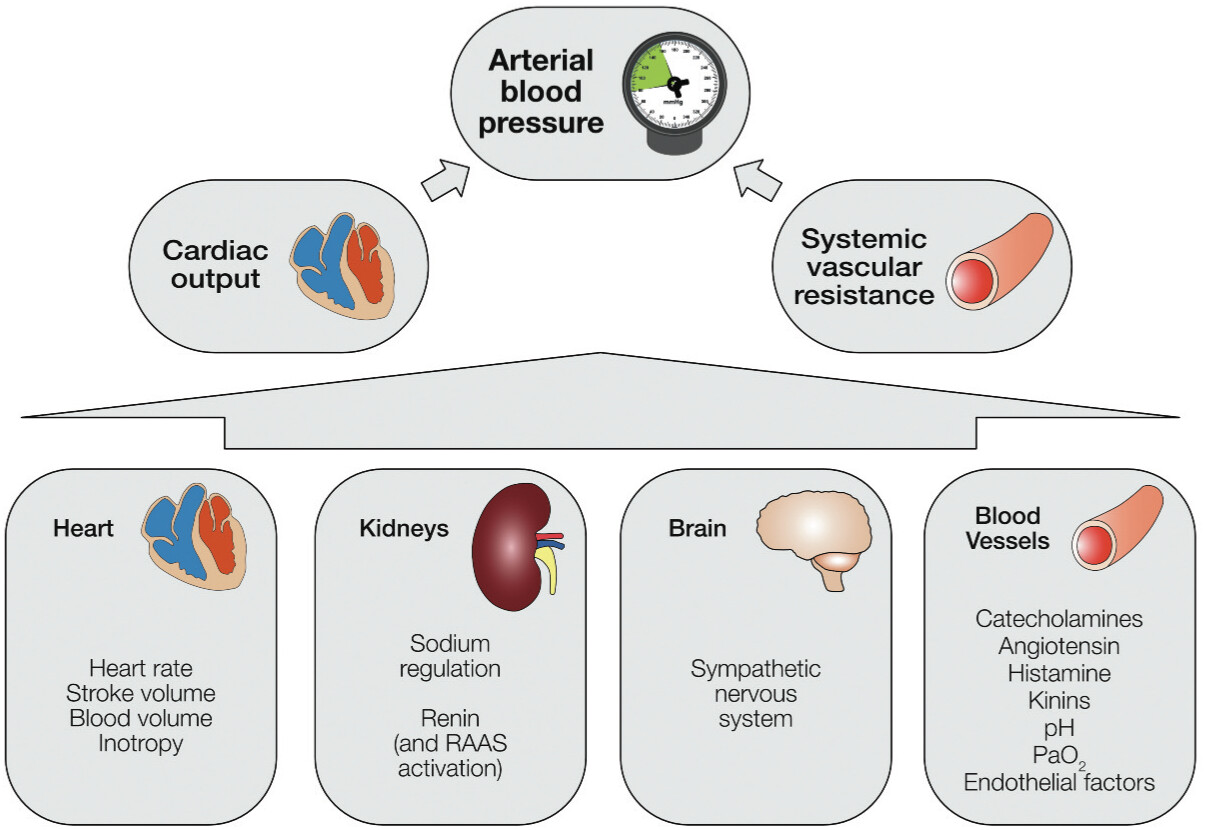 Arterial
blood
pressure
mmHg
Cardiac
output
Systemic
vascular
resistance
Heart
Heart rate
Stroke volume
Blood volume
Inotropy
Kidneys
Sodium
regulation
Renin
(and RAAS
activation)
Brain
Sympathetic
nervous
system
Blood
Vessels
Catecholamines
Angiotensin
Histamine
Kinins
pH
PaO₂
Endothelial factors